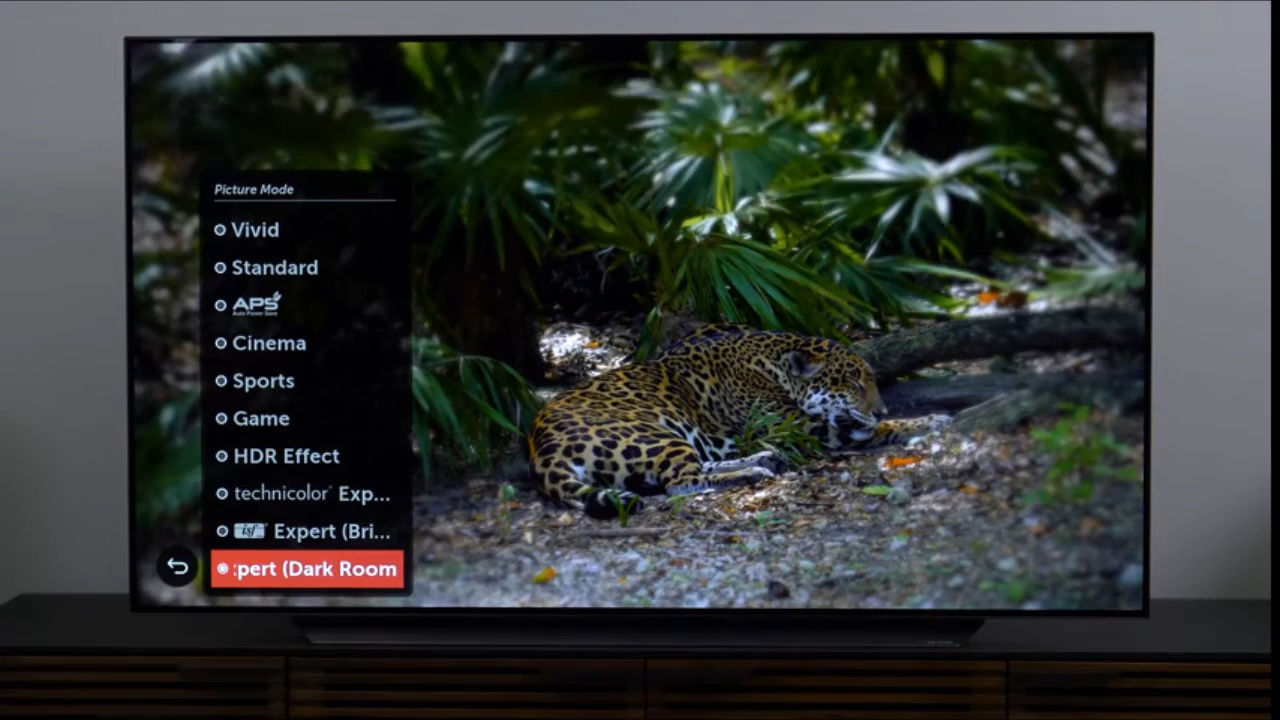 Picture Mode
Vivid
Standard
APS
Auto Power Save
Cinema
Sports
Game
HDR Effect
technicolor Exp...
isf Expert (Bri...
:pert (Dark Room